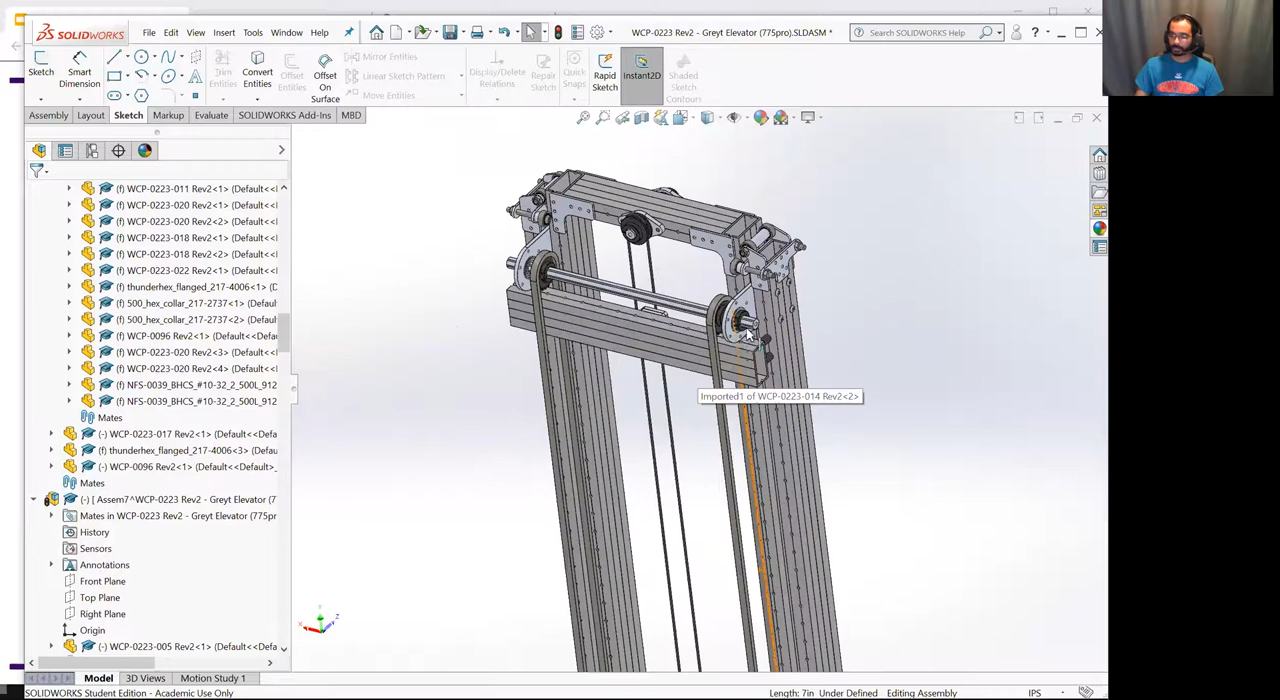 SOLIDWORKS File Edit View Insert Tools Window Help WCP-0223 Rev2 - Greyt Elevator (775pro).SLDASM * Search SOLIDWORKS Help ?
Sketch Smart Dimension Trim Entities Convert Entities Offset Entities Offset On Surface Mirror Entities Linear Sketch Pattern Move Entities Display/Delete Relations Repair Sketch Quick Snaps Rapid Sketch Instant2D Shaded Sketch Contours
Assembly Layout Sketch Markup Evaluate SOLIDWORKS Add-Ins MBD
(f) WCP-0223-011 Rev2<1> (Default<<
(f) WCP-0223-020 Rev2<1> (Default<<
(f) WCP-0223-020 Rev2<2> (Default<<
(f) WCP-0223-018 Rev2<1> (Default<<
(f) WCP-0223-018 Rev2<2> (Default<<
(f) WCP-0223-022 Rev2<1> (Default<<
(f) thunderhex_flanged_217-4006<1> (
(f) 500_hex_collar_217-2737<1> (Defau
(f) 500_hex_collar_217-2737<2> (Defau
(f) WCP-0096 Rev2<1> (Default<<Defa
(f) WCP-0223-020 Rev2<3> (Default<<
(f) WCP-0223-020 Rev2<4> (Default<<
(f) NFS-0039_BHCS_#10-32_2_500L_912
(f) NFS-0039_BHCS_#10-32_2_500L_912
Mates
(-) WCP-0223-017 Rev2<1> (Default<<Defa
(f) thunderhex_flanged_217-4006<3> (Defa
(-) WCP-0096 Rev2<1> (Default<<Default>_
Mates
(-) [ Assem7^WCP-0223 Rev2 - Greyt Elevator (7
Mates in WCP-0223 Rev2 - Greyt Elevator (775pr
History
Sensors
Annotations
Front Plane
Top Plane
Right Plane
Origin
(-) WCP-0223-005 Rev2<1> (Default<<Defa
Imported1 of WCP-0223-014 Rev2<2>
Model 3D Views Motion Study 1
SOLIDWORKS Student Edition - Academic Use Only Length: 7in Under Defined Editing Assembly IPS